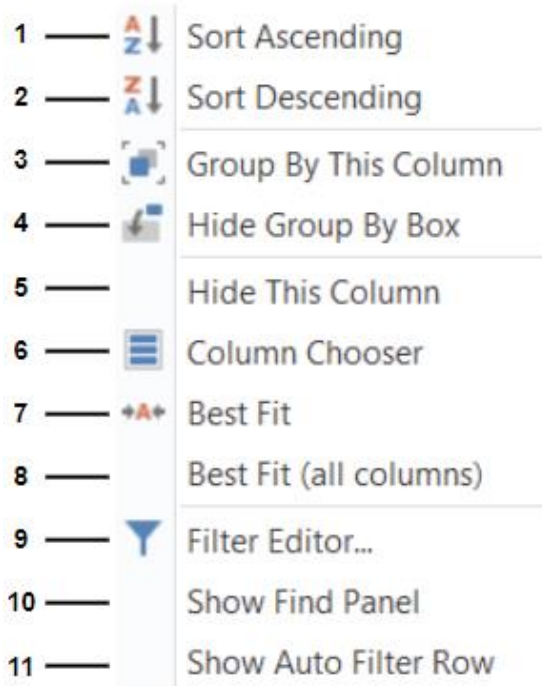 1 Sort Ascending
2 Sort Descending
3 Group By This Column
4 Hide Group By Box
5 Hide This Column
6 Column Chooser
7 A Best Fit
8 Best Fit (all columns)
9 Filter Editor...
10 Show Find Panel
11 Show Auto Filter Row